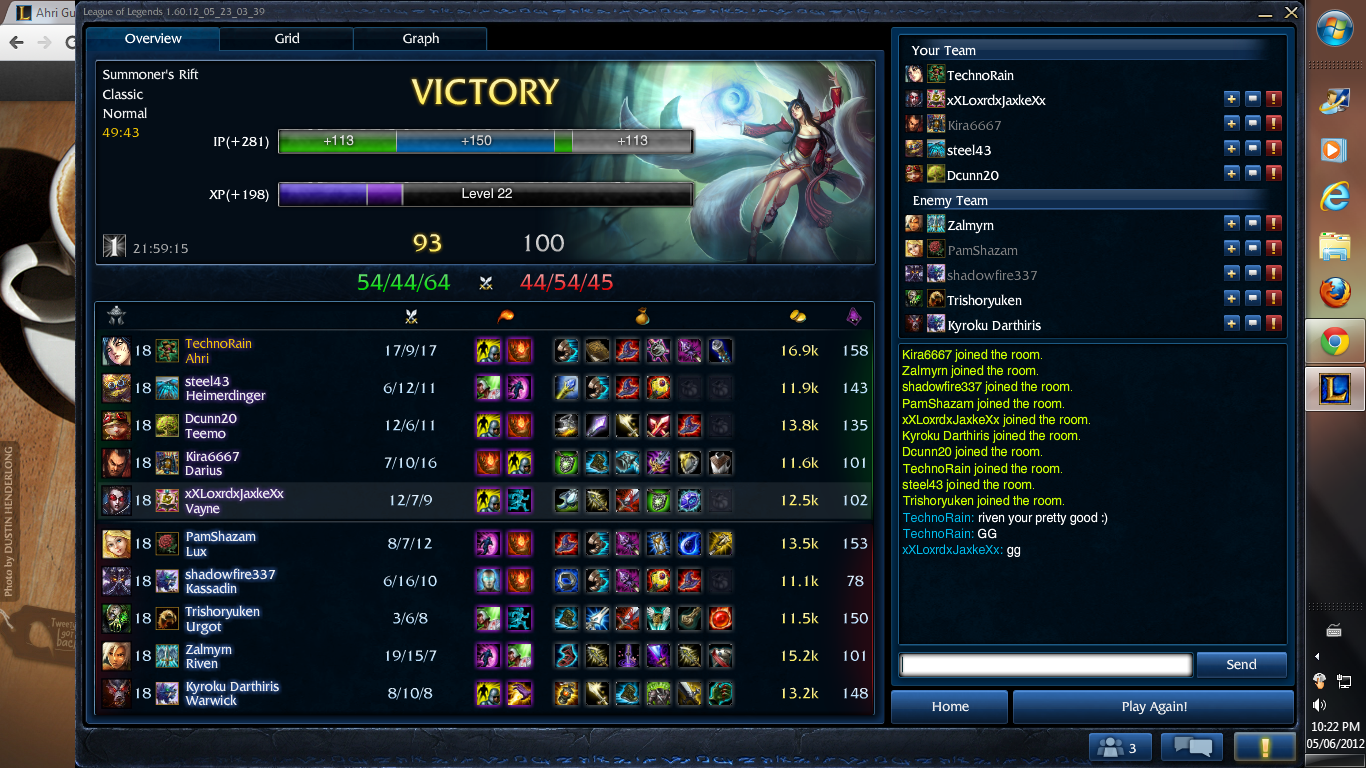 Ahri Gu
League of Legends 1.60.12_05_23_03_39
Overview
Grid
Graph
Summoner's Rift
Classic
Normal
49:43
VICTORY
IP(+281)
+113
+150
+113
XP(+198)
Level 22
1
21:59:15
93
100
54/44/64
44/54/45
18
TechnoRain
Ahri
17/9/17
16.9k
158
18
steel43
Heimerdinger
6/12/11
11.9k
143
18
Dcunn20
Teemo
12/6/11
13.8k
135
18
Kira6667
Darius
7/10/16
11.6k
101
18
xXLoxrdxJaxkeXx
Vayne
12/7/9
12.5k
102
18
PamShazam
Lux
8/7/12
13.5k
153
18
shadowfire337
Kassadin
6/16/10
11.1k
78
18
Trishoryuken
Urgot
3/6/8
11.5k
150
18
Zalmyrn
Riven
19/15/7
15.2k
101
18
Kyroku Darthiris
Warwick
8/10/8
13.2k
148
Your Team
TechnoRain
xXLoxrdxJaxkeXx
Kira6667
steel43
Dcunn20
Enemy Team
Zalmyrn
PamShazam
shadowfire337
Trishoryuken
Kyroku Darthiris
Kira6667 joined the room.
Zalmyrn joined the room.
shadowfire337 joined the room.
PamShazam joined the room.
xXLoxrdxJaxkeXx joined the room.
Kyroku Darthiris joined the room.
Dcunn20 joined the room.
TechnoRain joined the room.
steel43 joined the room.
Trishoryuken joined the room.
TechnoRain: riven your pretty good :)
TechnoRain: GG
xXLoxrdxJaxkeXx: gg
Send
Home
Play Again!
3
Photo by DUSTIN HENDERLONG
10:22 PM
05/06/2012